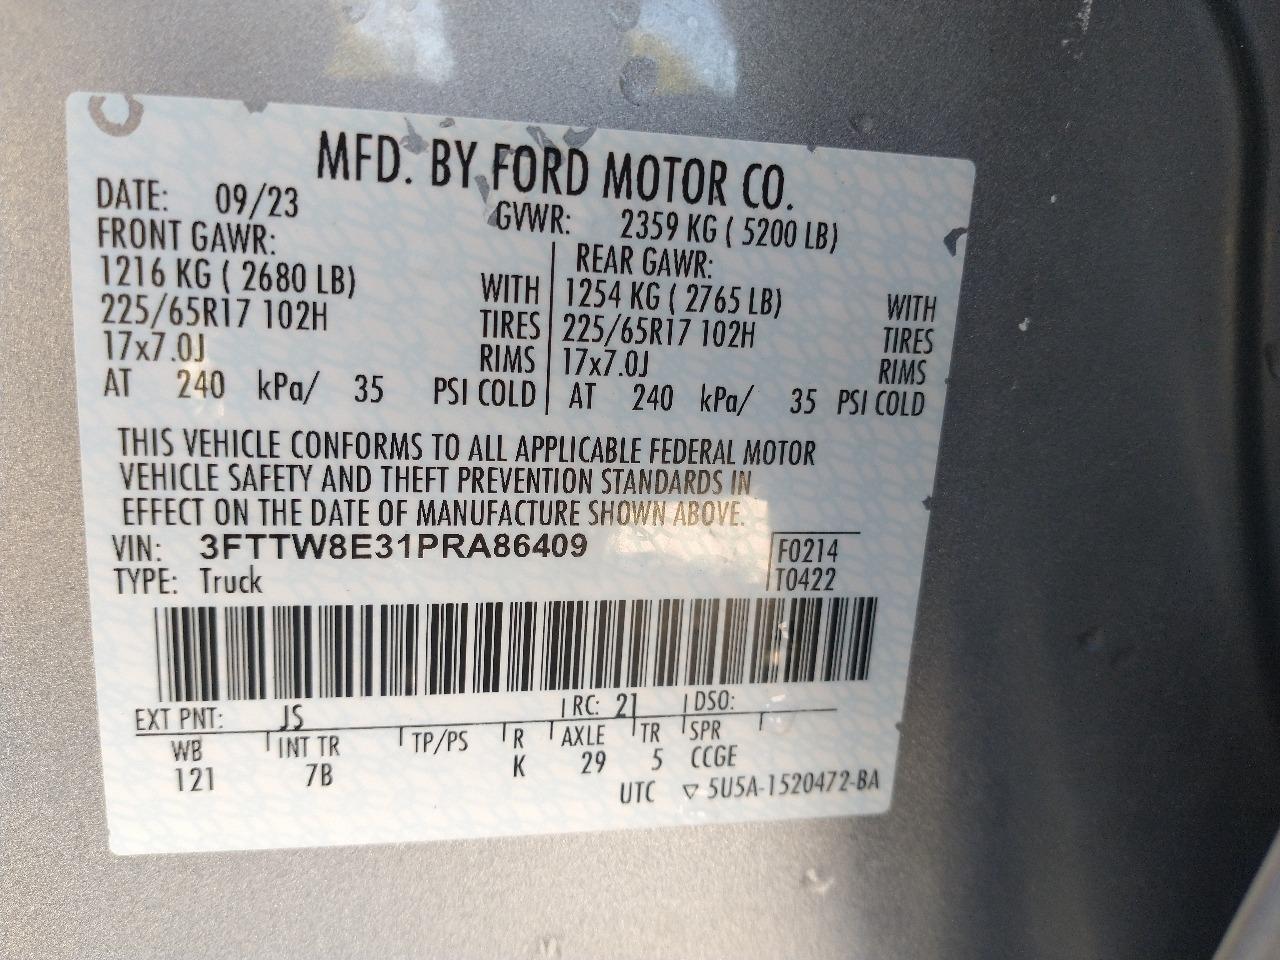 MFD. BY FORD MOTOR CO.
DATE: 09/23 GVWR: 2359 KG ( 5200 LB)
FRONT GAWR: REAR GAWR:
1216 KG ( 2680 LB) WITH 1254 KG ( 2765 LB) WITH
225/65R17 102H TIRES 225/65R17 102H TIRES
17x7.0J RIMS 17x7.0J RIMS
AT 240 kPa/ 35 PSI COLD AT 240 kPa/ 35 PSI COLD
THIS VEHICLE CONFORMS TO ALL APPLICABLE FEDERAL MOTOR
VEHICLE SAFETY AND THEFT PREVENTION STANDARDS IN
EFFECT ON THE DATE OF MANUFACTURE SHOWN ABOVE.
VIN: 3FTTW8E31PRA86409 F0214
TYPE: Truck T0422
EXT PNT: JS RC: 21 DSO:
WB INT TR TP/PS R AXLE TR SPR
121 7B K 29 5 CCGE
UTC ▽ 5U5A-1520472-BA